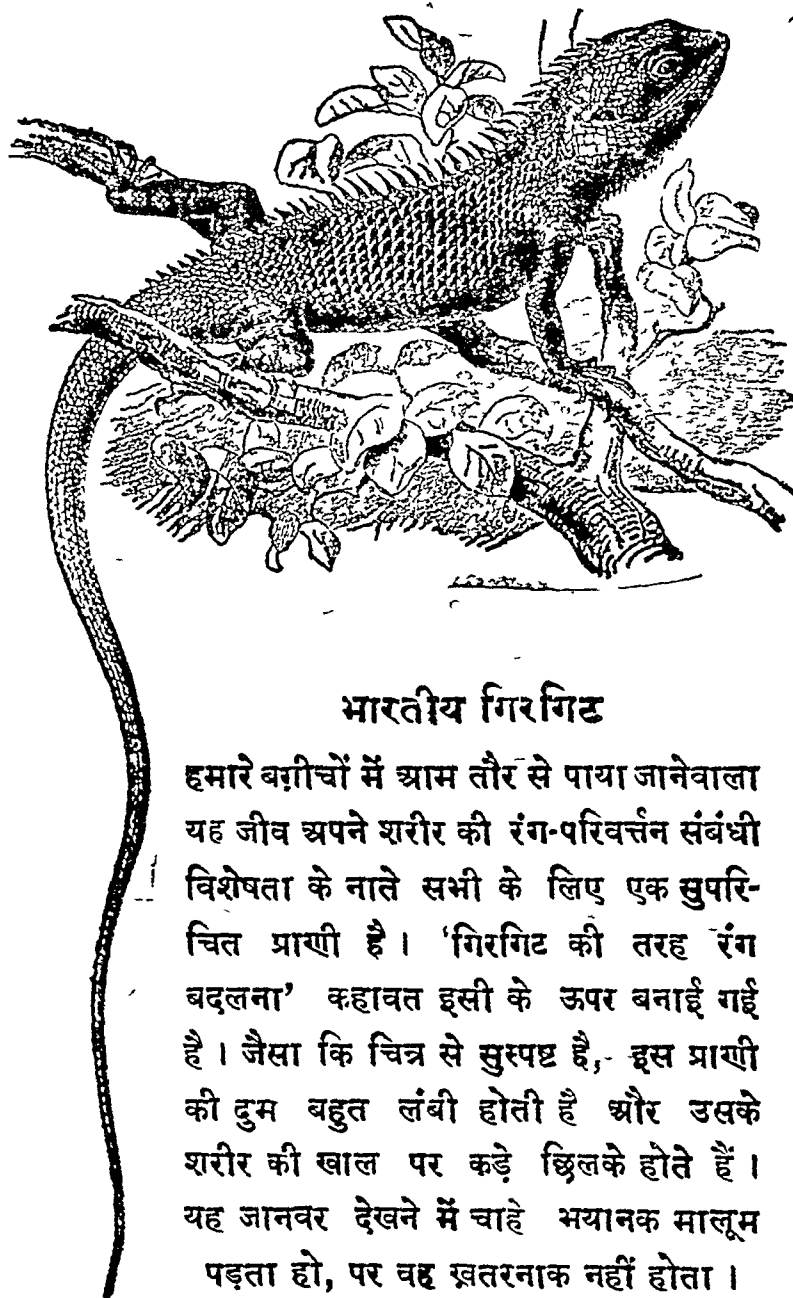 भारतीय गिरगिट
हमारे बग़ीचों में आम तौर से पाया जानेवाला
यह जीव अपने शरीर की रंग-परिवर्त्तन संबंधी
विशेषता के नाते सभी के लिए एक सुपरि-
चित प्राणी है। 'गिरगिट की तरह रंग
बदलना' कहावत इसी के ऊपर बनाई गई
है। जैसा कि चित्र से सुस्पष्ट है, इस प्राणी
की दुम बहुत लंबी होती है और उसके
शरीर की खाल पर कड़े छिलके होते हैं।
यह जानवर देखने में चाहे भयानक मालूम
पड़ता हो, पर वह ख़तरनाक नहीं होता।